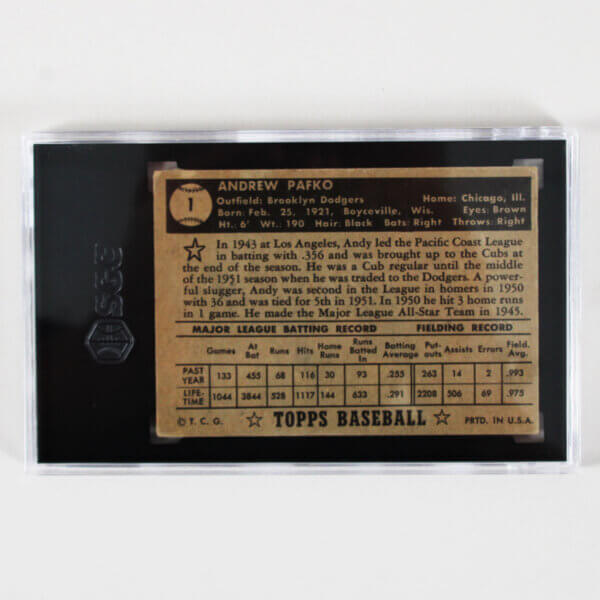 1
ANDREW PAFKO
Outfield: Brooklyn Dodgers Home: Chicago, Ill.
Born: Feb. 25, 1921, Boyceville, Wis. Eyes: Brown
Ht.: 6' Wt.: 190 Hair: Black Bats: Right Throws: Right
In 1943 at Los Angeles, Andy led the Pacific Coast League
in batting with .356 and was brought up to the Cubs at
the end of the season. He was a Cub regular until the middle
of the 1951 season when he was traded to the Dodgers. A power-
ful slugger, Andy was second in the League in homers in 1950
with 36 and was tied for 5th in 1951. In 1950 he hit 3 home runs
in 1 game. He made the Major League All-Star Team in 1945.
MAJOR LEAGUE BATTING RECORD FIELDING RECORD
Games At Bat Runs Hits Home Runs Runs Batted In Batting Average Put-outs Assists Errors Field. Avg.
PAST YEAR 133 455 68 116 30 93 .255 263 14 2 .993
LIFE-TIME 1044 3844 528 1117 144 633 .291 2208 506 69 .975
© T. C. G. TOPPS BASEBALL PRTD. IN U.S.A.
SGC